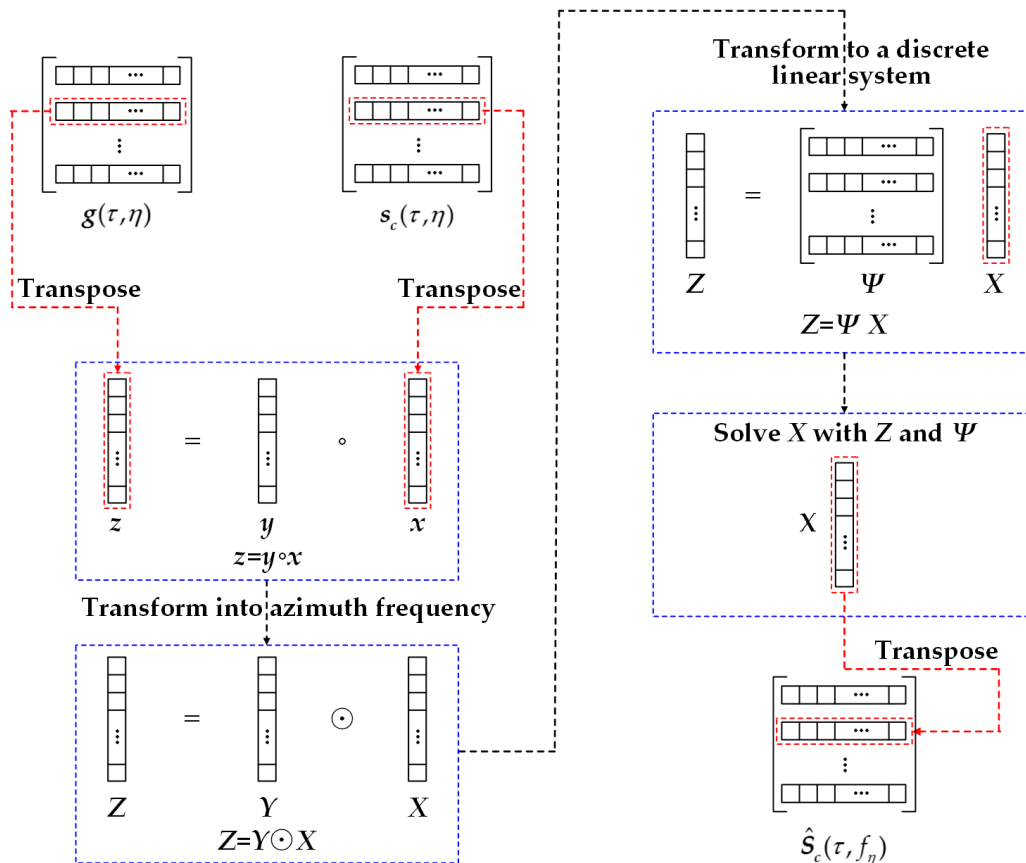 g(τ,η)
s_c(τ,η)
Transpose
Transpose
z
=
y
∘
x
z=y∘x
Transform into azimuth frequency
Z
=
Y
⊙
X
Z=Y⊙X
Transform to a discrete
linear system
Z
=
Ψ
X
Z=Ψ X
Solve X with Z and Ψ
X
Transpose
Ŝ_c(τ, f_η)